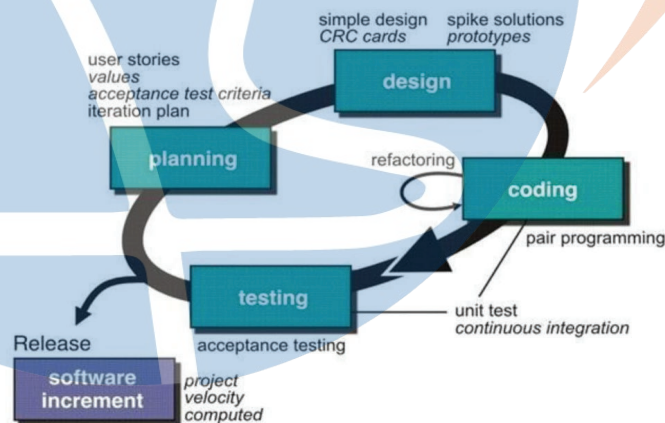 simple design
CRC cards
spike solutions
prototypes
user stories
values
acceptance test criteria
iteration plan
design
planning
refactoring
coding
pair programming
testing
unit test
continuous integration
acceptance testing
Release
software
increment
project
velocity
computed